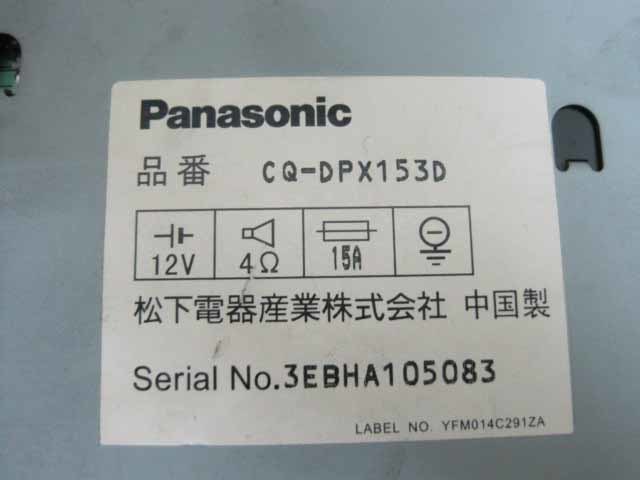 Panasonic
品番 CQ-DPX153D
12V 4Ω 15A
松下電器産業株式会社 中国製
Serial No.3EBHA105083
LABEL NO. YFM014C291ZA